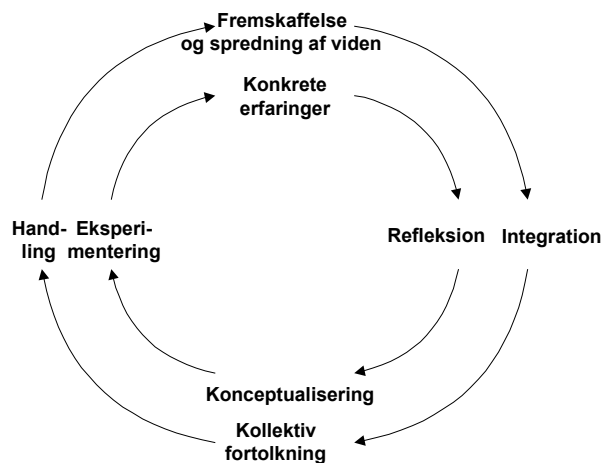 Fremskaffelse
og spredning af viden
Konkrete
erfaringer
Hand-
ling
Eksperi-
mentering
Refleksion
Integration
Konceptualisering
Kollektiv
fortolkning